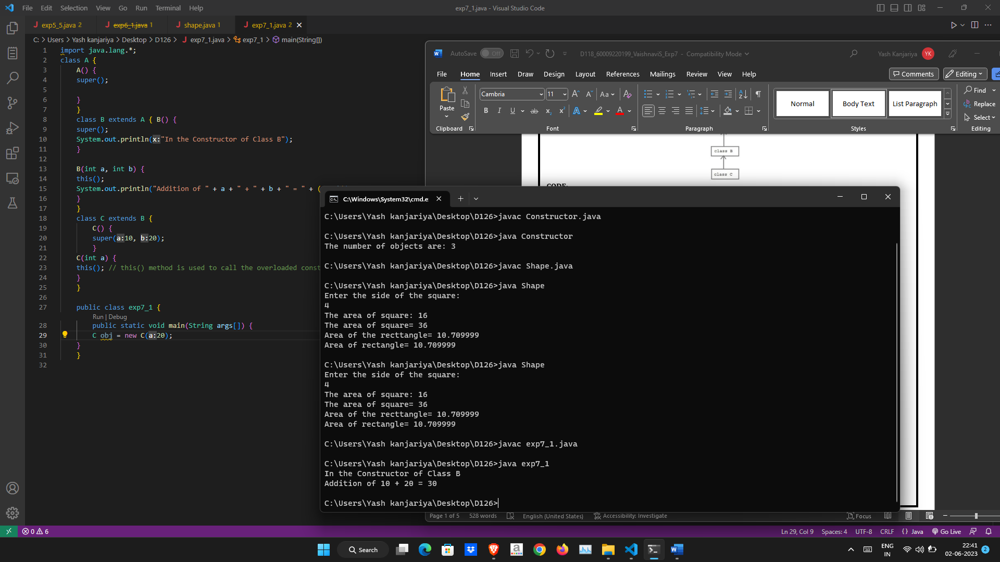 File Edit Selection View Go Run Terminal Help
exp7_1.java - Visual Studio Code
exp5_5.java 2 exp6_1.java 1 shape.java 1 exp7_1.java 2
C: > Users > Yash kanjariya > Desktop > D126 > exp7_1.java > exp7_1 > main(String[])
1 import java.lang.*;
2 class A {
3 A() {
4 super();
5
6 }
7 }
8 class B extends A { B() {
9 super();
10 System.out.println(x:"In the Constructor of Class B");
11 }
12
13 B(int a, int b) {
14 this();
15 System.out.println("Addition of " + a + " + " + b + " = " + (
16 }
17 }
18 class C extends B {
19 C() {
20 super(a:10, b:20);
21 }
22 C(int a) {
23 this(); // this() method is used to call the overloaded const
24 }
25 }
26
27 public class exp7_1 {
Run | Debug
28 public static void main(String args[]) {
29 C obj = new C(a:20);
30 }
31 }
32
AutoSave Off D118_60009220199_VaishnaviS_Exp7 - Compatibility Mode Yash Kanjariya YK
File Home Insert Draw Design Layout References Mailings Review View Help Comments Editing
Paste Cambria 11 Aa Normal Body Text List Paragraph Find
Replace
Select
Clipboard Font Paragraph Styles Editing
class B
class C
CODE:
C:\Windows\System32\cmd.e
C:\Users\Yash kanjariya\Desktop\D126>javac Constructor.java
C:\Users\Yash kanjariya\Desktop\D126>java Constructor
The number of objects are: 3
C:\Users\Yash kanjariya\Desktop\D126>javac Shape.java
C:\Users\Yash kanjariya\Desktop\D126>java Shape
Enter the side of the square:
4
The area of square: 16
The area of square= 36
Area of the recttangle= 10.709999
Area of rectangle= 10.709999
C:\Users\Yash kanjariya\Desktop\D126>java Shape
Enter the side of the square:
4
The area of square: 16
The area of square= 36
Area of the recttangle= 10.709999
Area of rectangle= 10.709999
C:\Users\Yash kanjariya\Desktop\D126>javac exp7_1.java
C:\Users\Yash kanjariya\Desktop\D126>java exp7_1
In the Constructor of Class B
Addition of 10 + 20 = 30
C:\Users\Yash kanjariya\Desktop\D126>
Page 1 of 5 528 words English (United States) Accessibility: Investigate Focus
0 6 Ln 29, Col 9 Spaces: 4 UTF-8 CRLF {} Java Go Live
Search
ENG
IN
22:41
02-06-2023
2